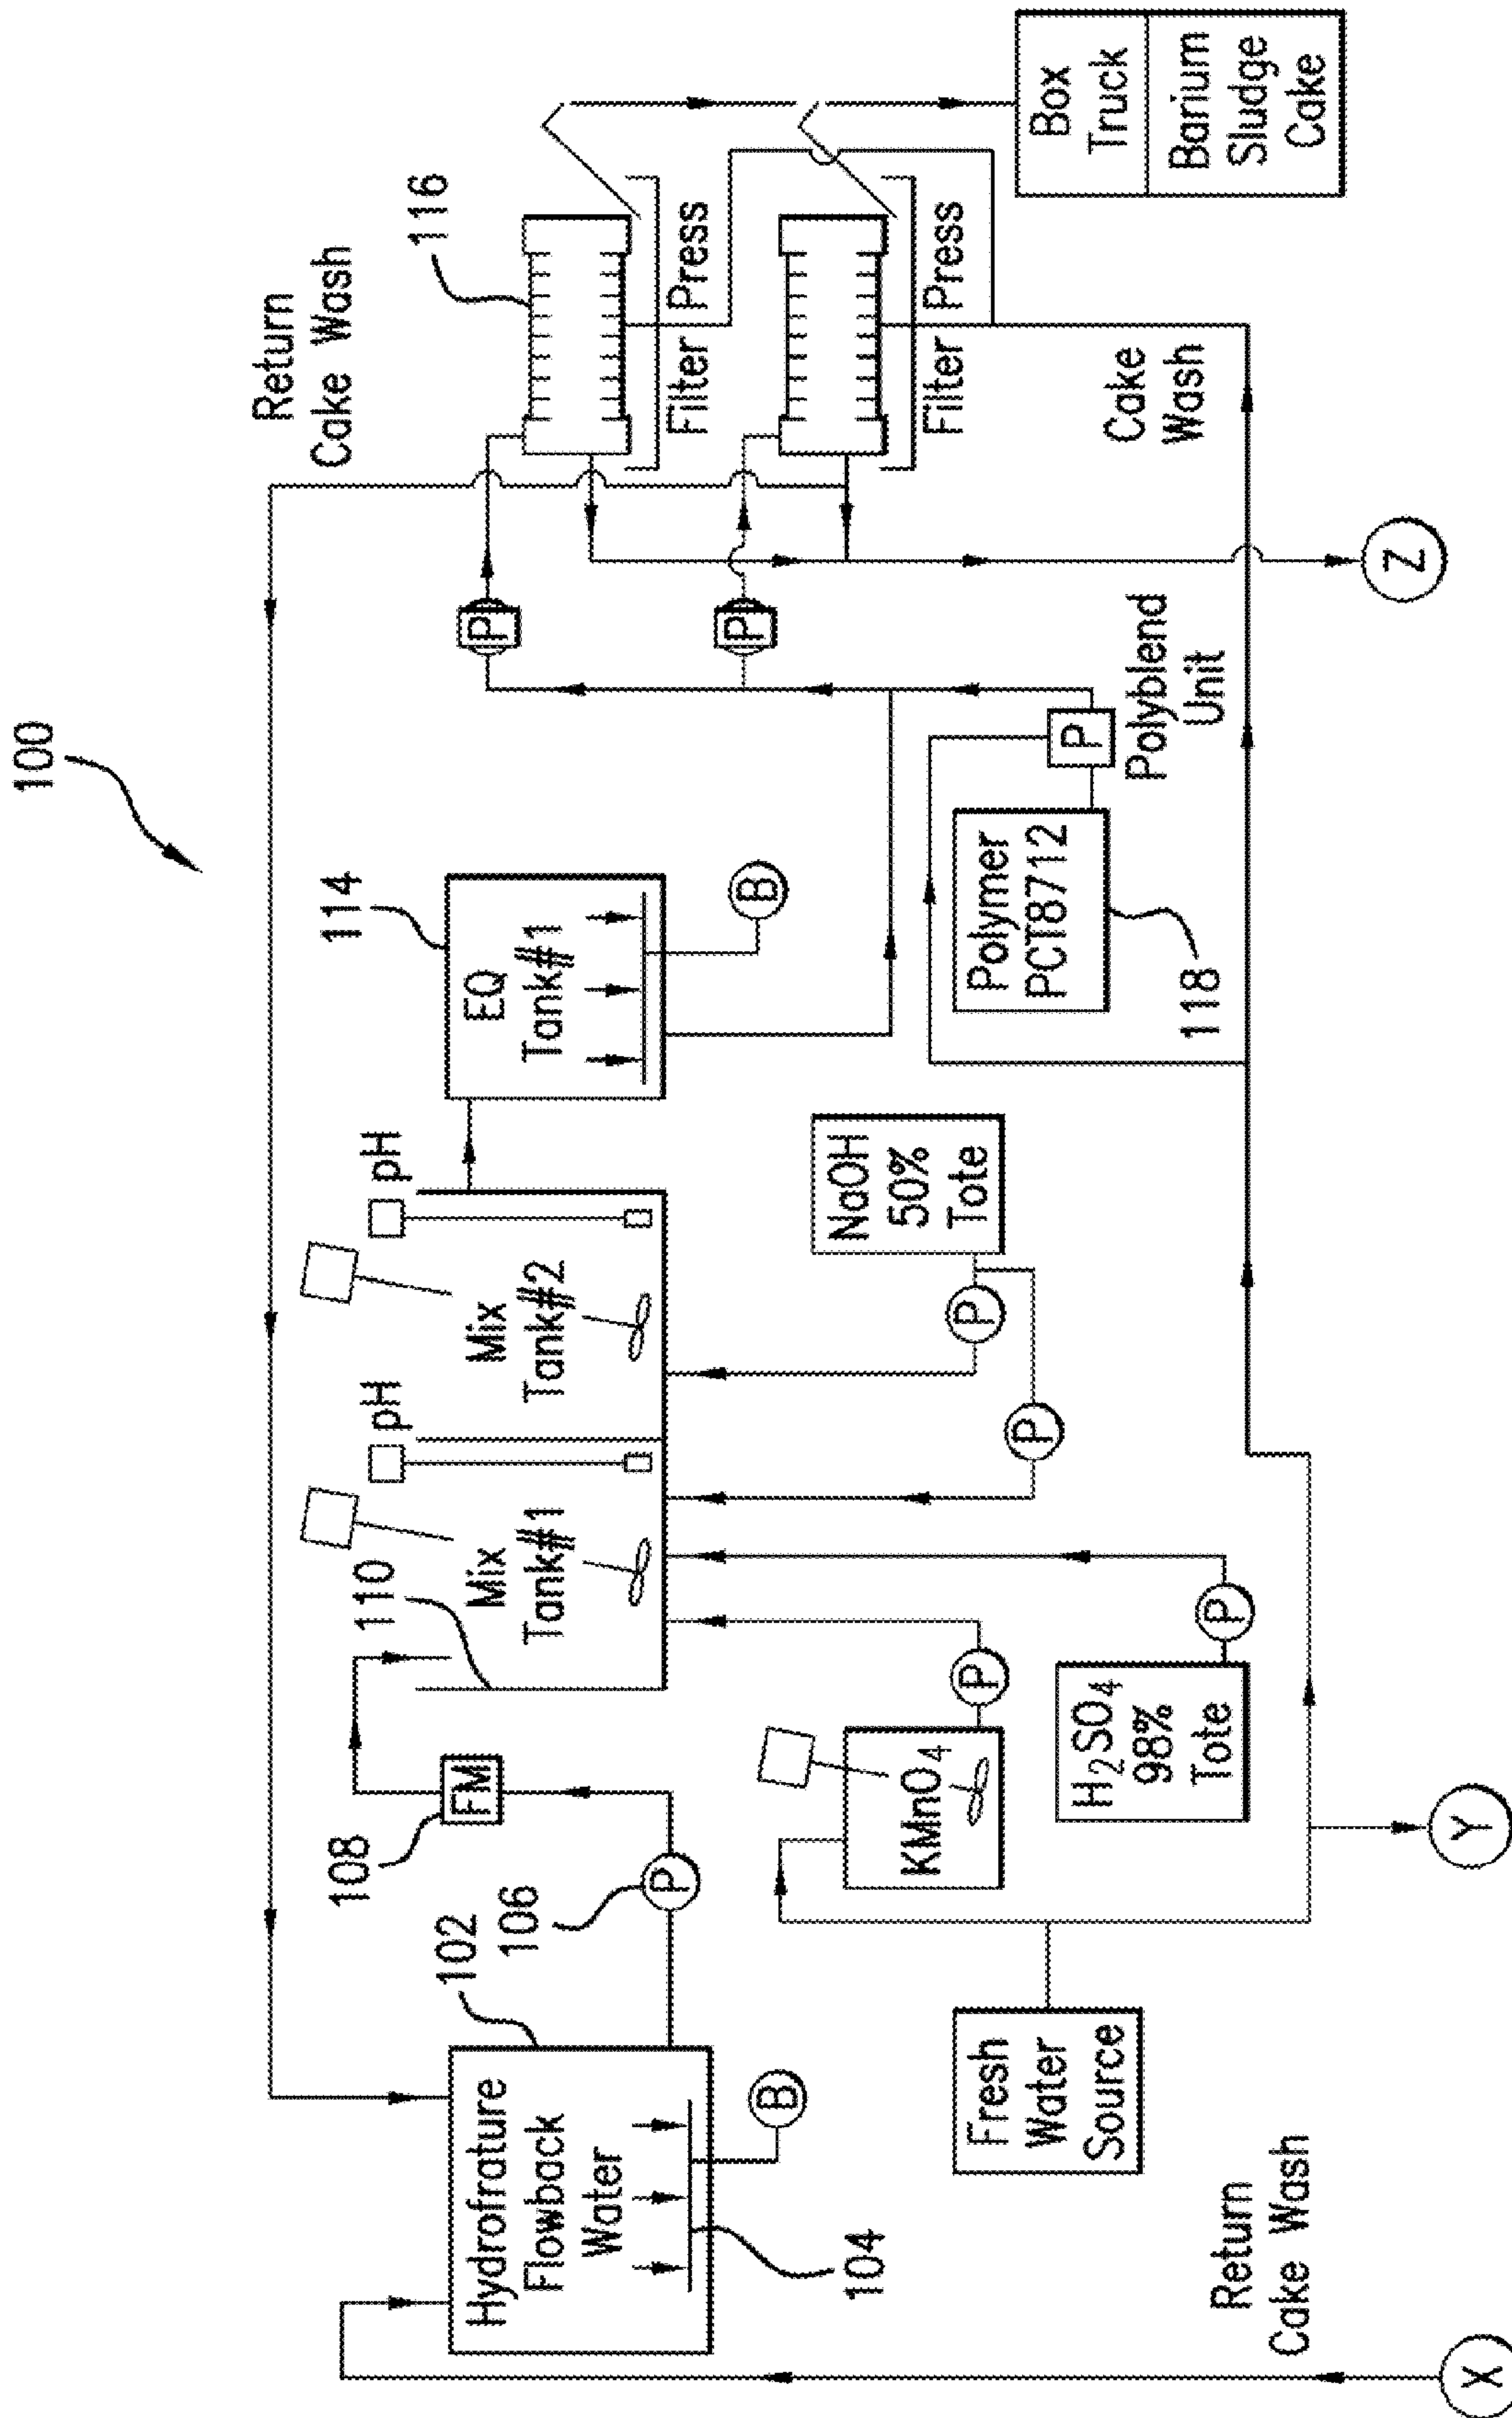 100
Return
Cake Wash
116
Filter Press
Filter Press
Cake
Wash
Box
Truck
Barium
Sludge
Cake
P
P
Z
114
EQ
Tank#1
B
Polymer
PCT8712
118
P
Polyblend
Unit
pH
Mix
Tank#2
pH
Mix
Tank#1
110
NaOH
50%
Tote
P
P
108
FM
106
P
KMnO4
P
H2SO4
98%
Tote
P
Y
102
Hydrofrature
Flowback
Water
104
B
Fresh
Water
Source
Return
Cake Wash
X